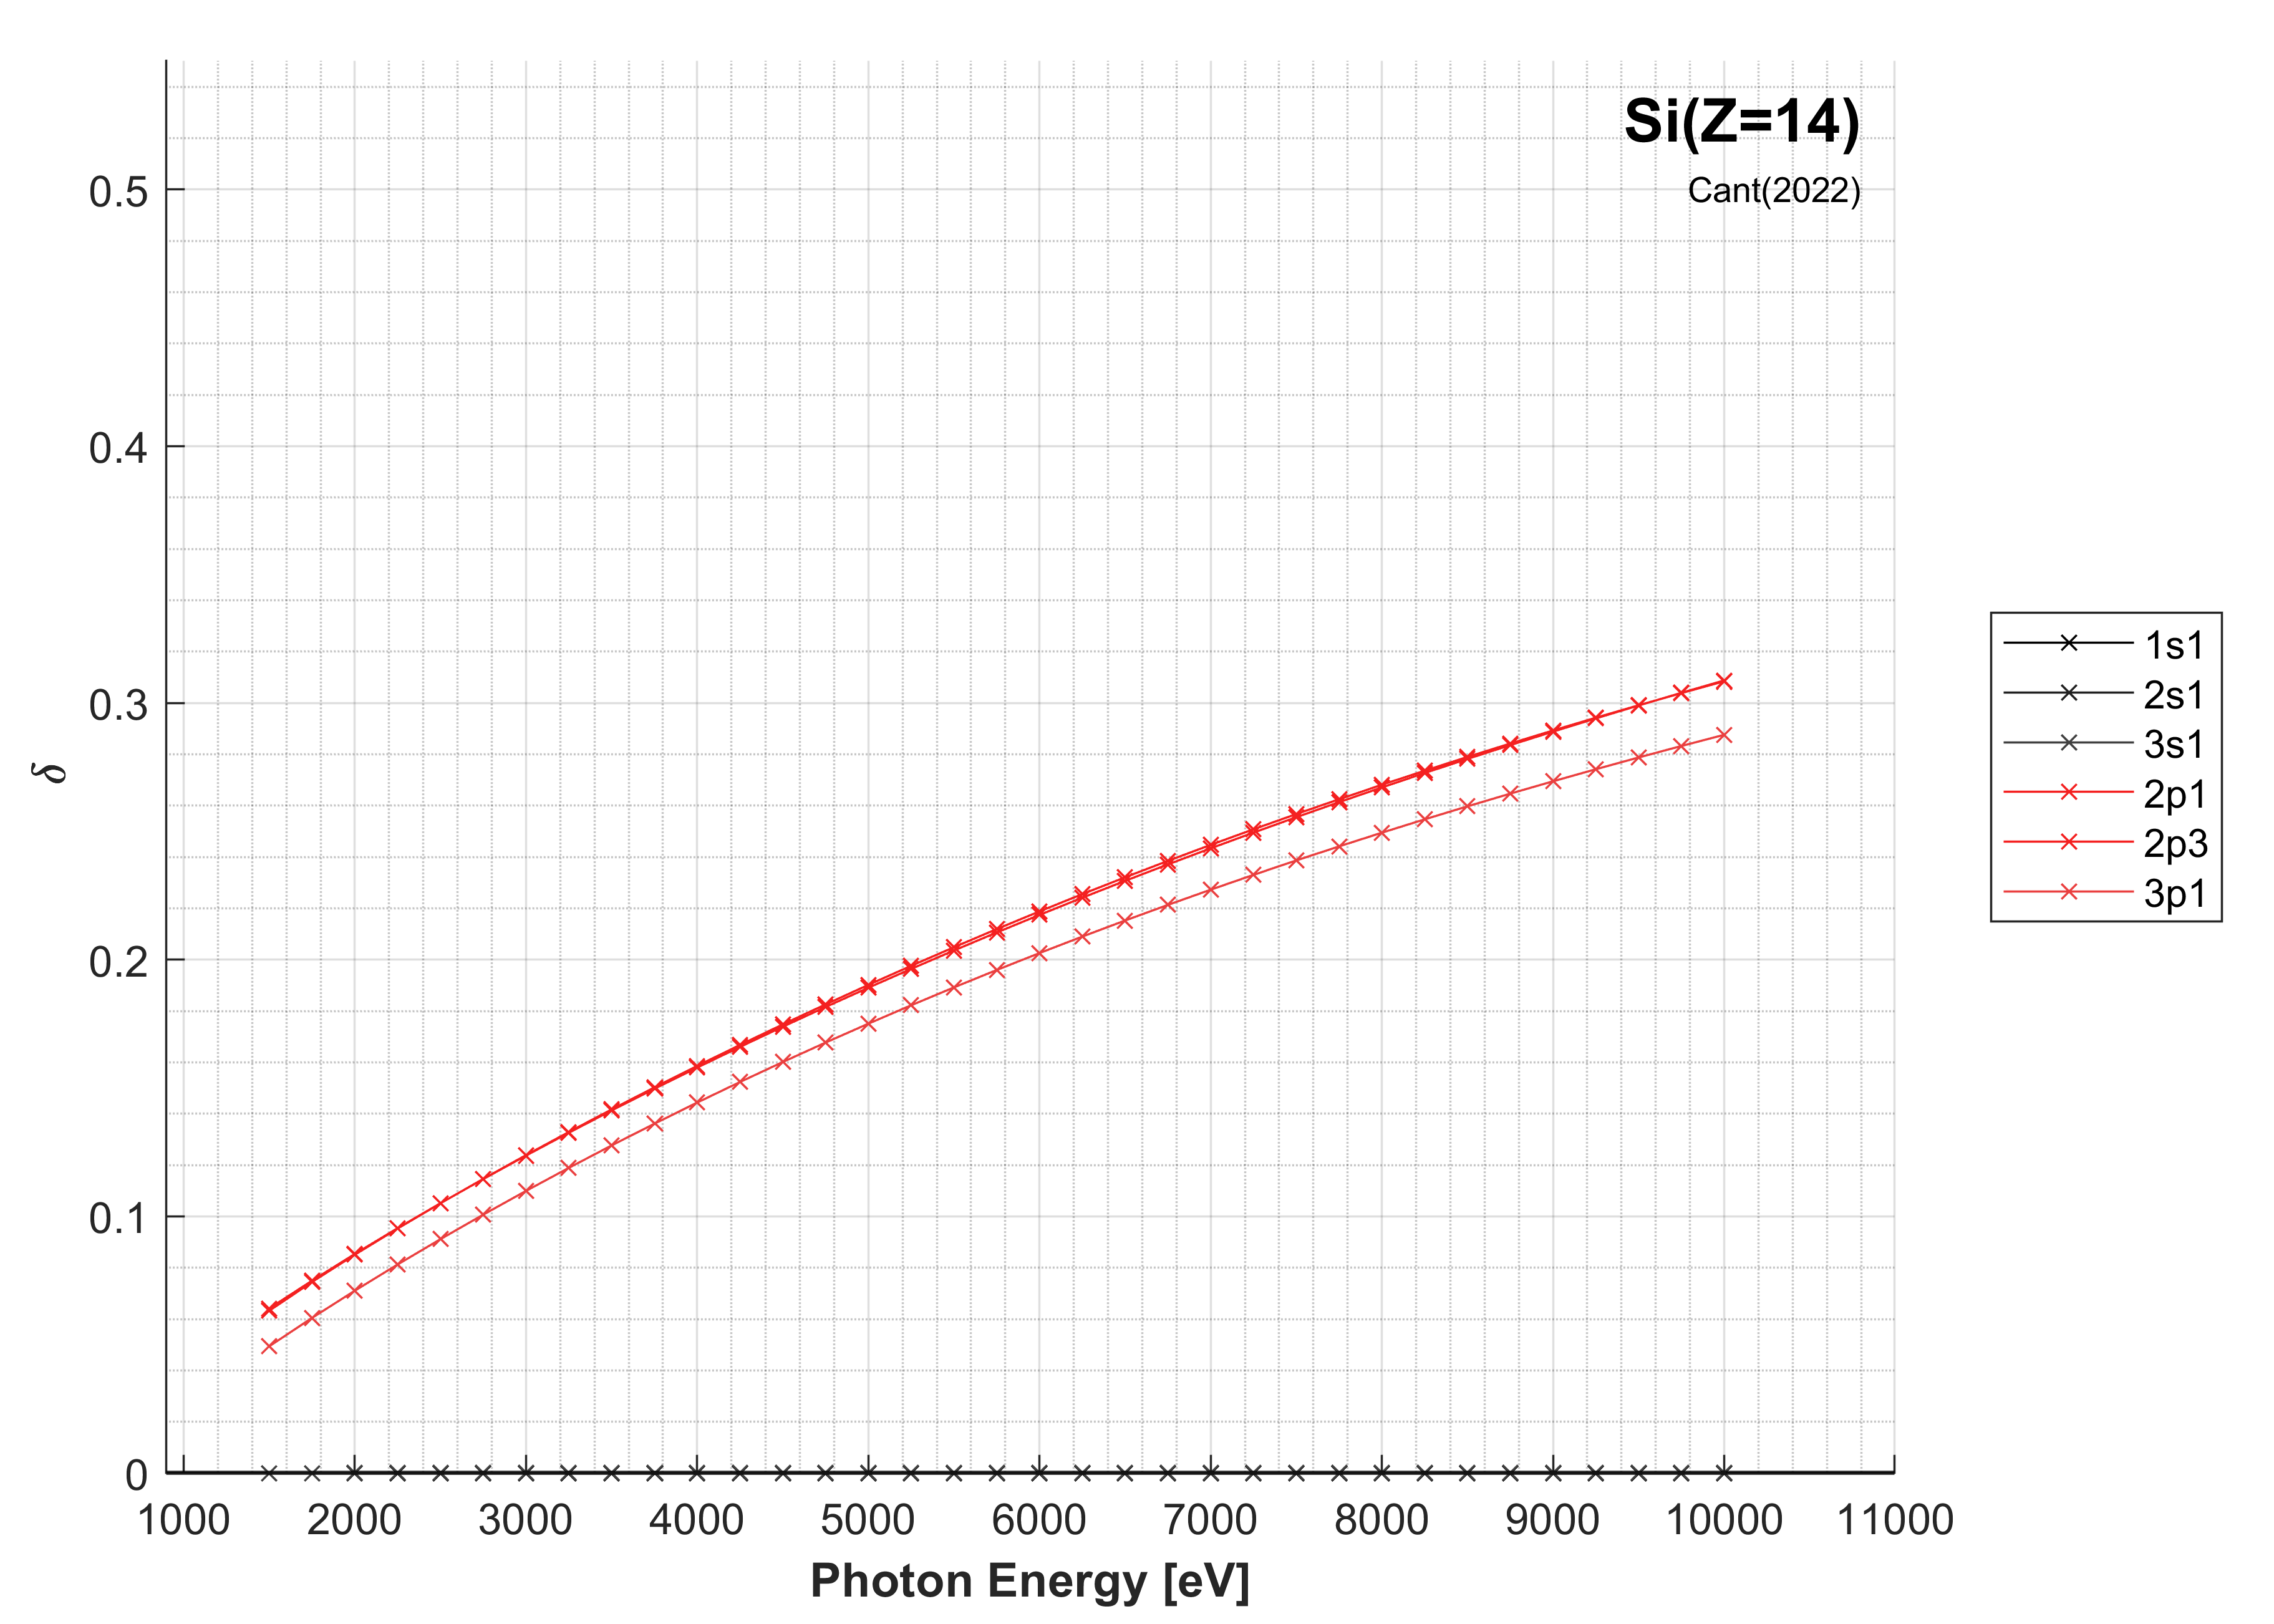 Si(Z=14)
Cant(2022)
0.5
0.4
0.3
0.2
0.1
0
δ
1000 2000 3000 4000 5000 6000 7000 8000 9000 10000 11000
Photon Energy [eV]
1s1
2s1
3s1
2p1
2p3
3p1